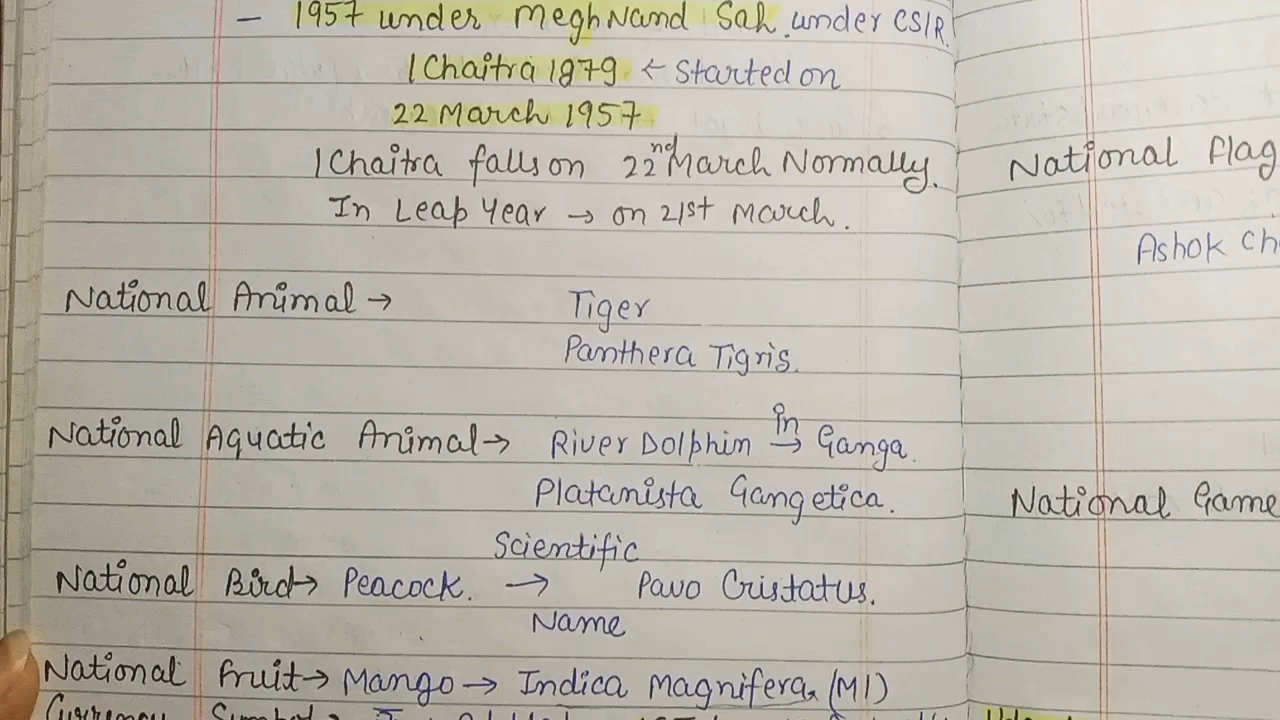 – 1957 under MeghNand Sah. under CSIR.
1 Chaitra 1879 ← Started on
22 March 1957
1 Chaitra falls on 22nd March Normally.
In Leap Year → on 21st March.
National Animal → Tiger
Panthera Tigris.
National Aquatic Animal → River Dolphin in → Ganga.
Platanista Gangetica.
Scientific
National Bird → Peacock. → Pavo Cristatus.
Name
National Fruit → Mango → Indica Magnifera. (MI)
Currency Symbol
National Flag
Ashok Ch
National Game